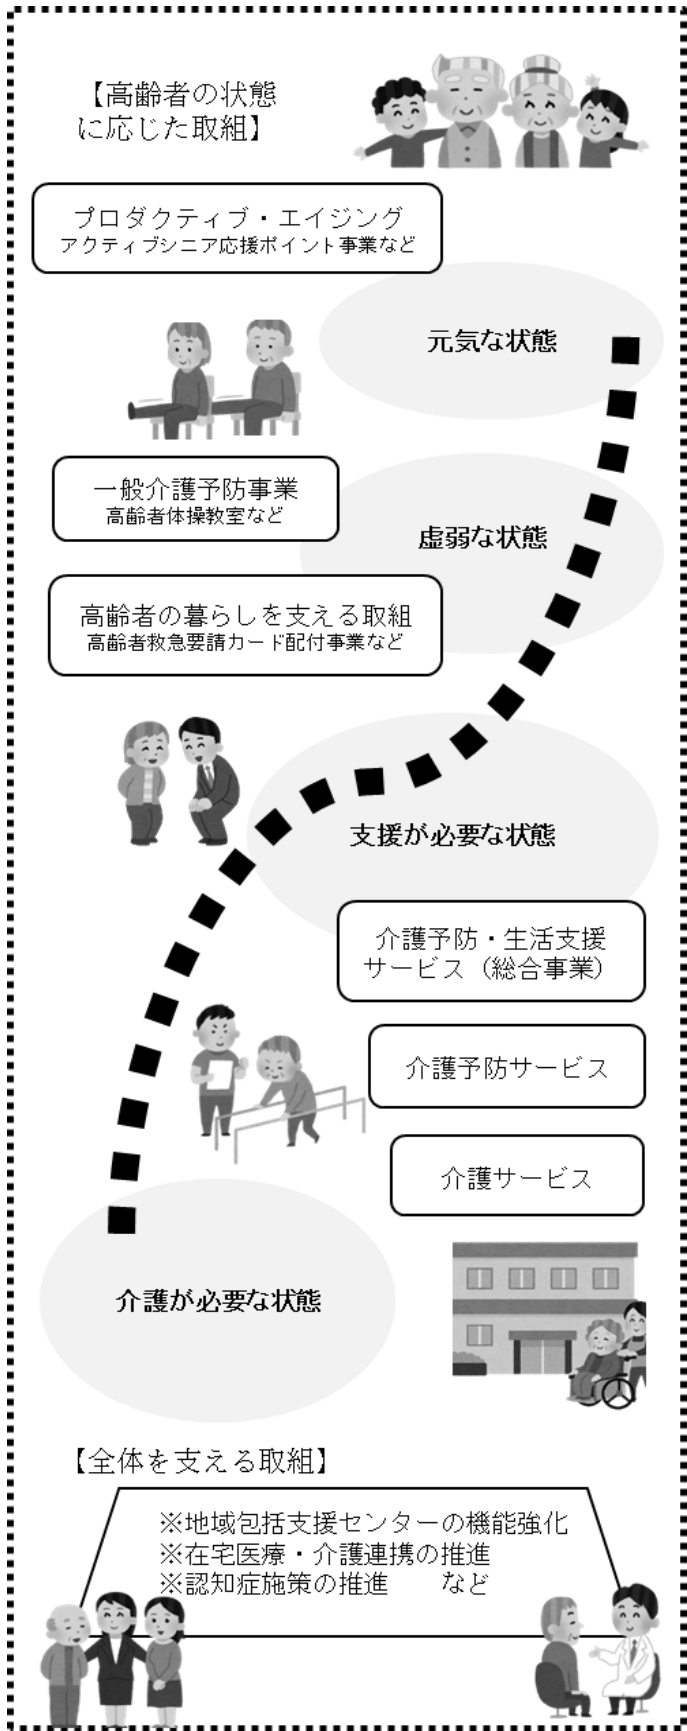 【高齢者の状態
に応じた取組】
プロダクティブ・エイジング
アクティブシニア応援ポイント事業など
元気な状態
一般介護予防事業
高齢者体操教室など
虚弱な状態
高齢者の暮らしを支える取組
高齢者救急要請カード配付事業など
支援が必要な状態
介護予防・生活支援
サービス（総合事業）
介護予防サービス
介護サービス
介護が必要な状態
【全体を支える取組】
※地域包括支援センターの機能強化
※在宅医療・介護連携の推進
※認知症施策の推進　　など